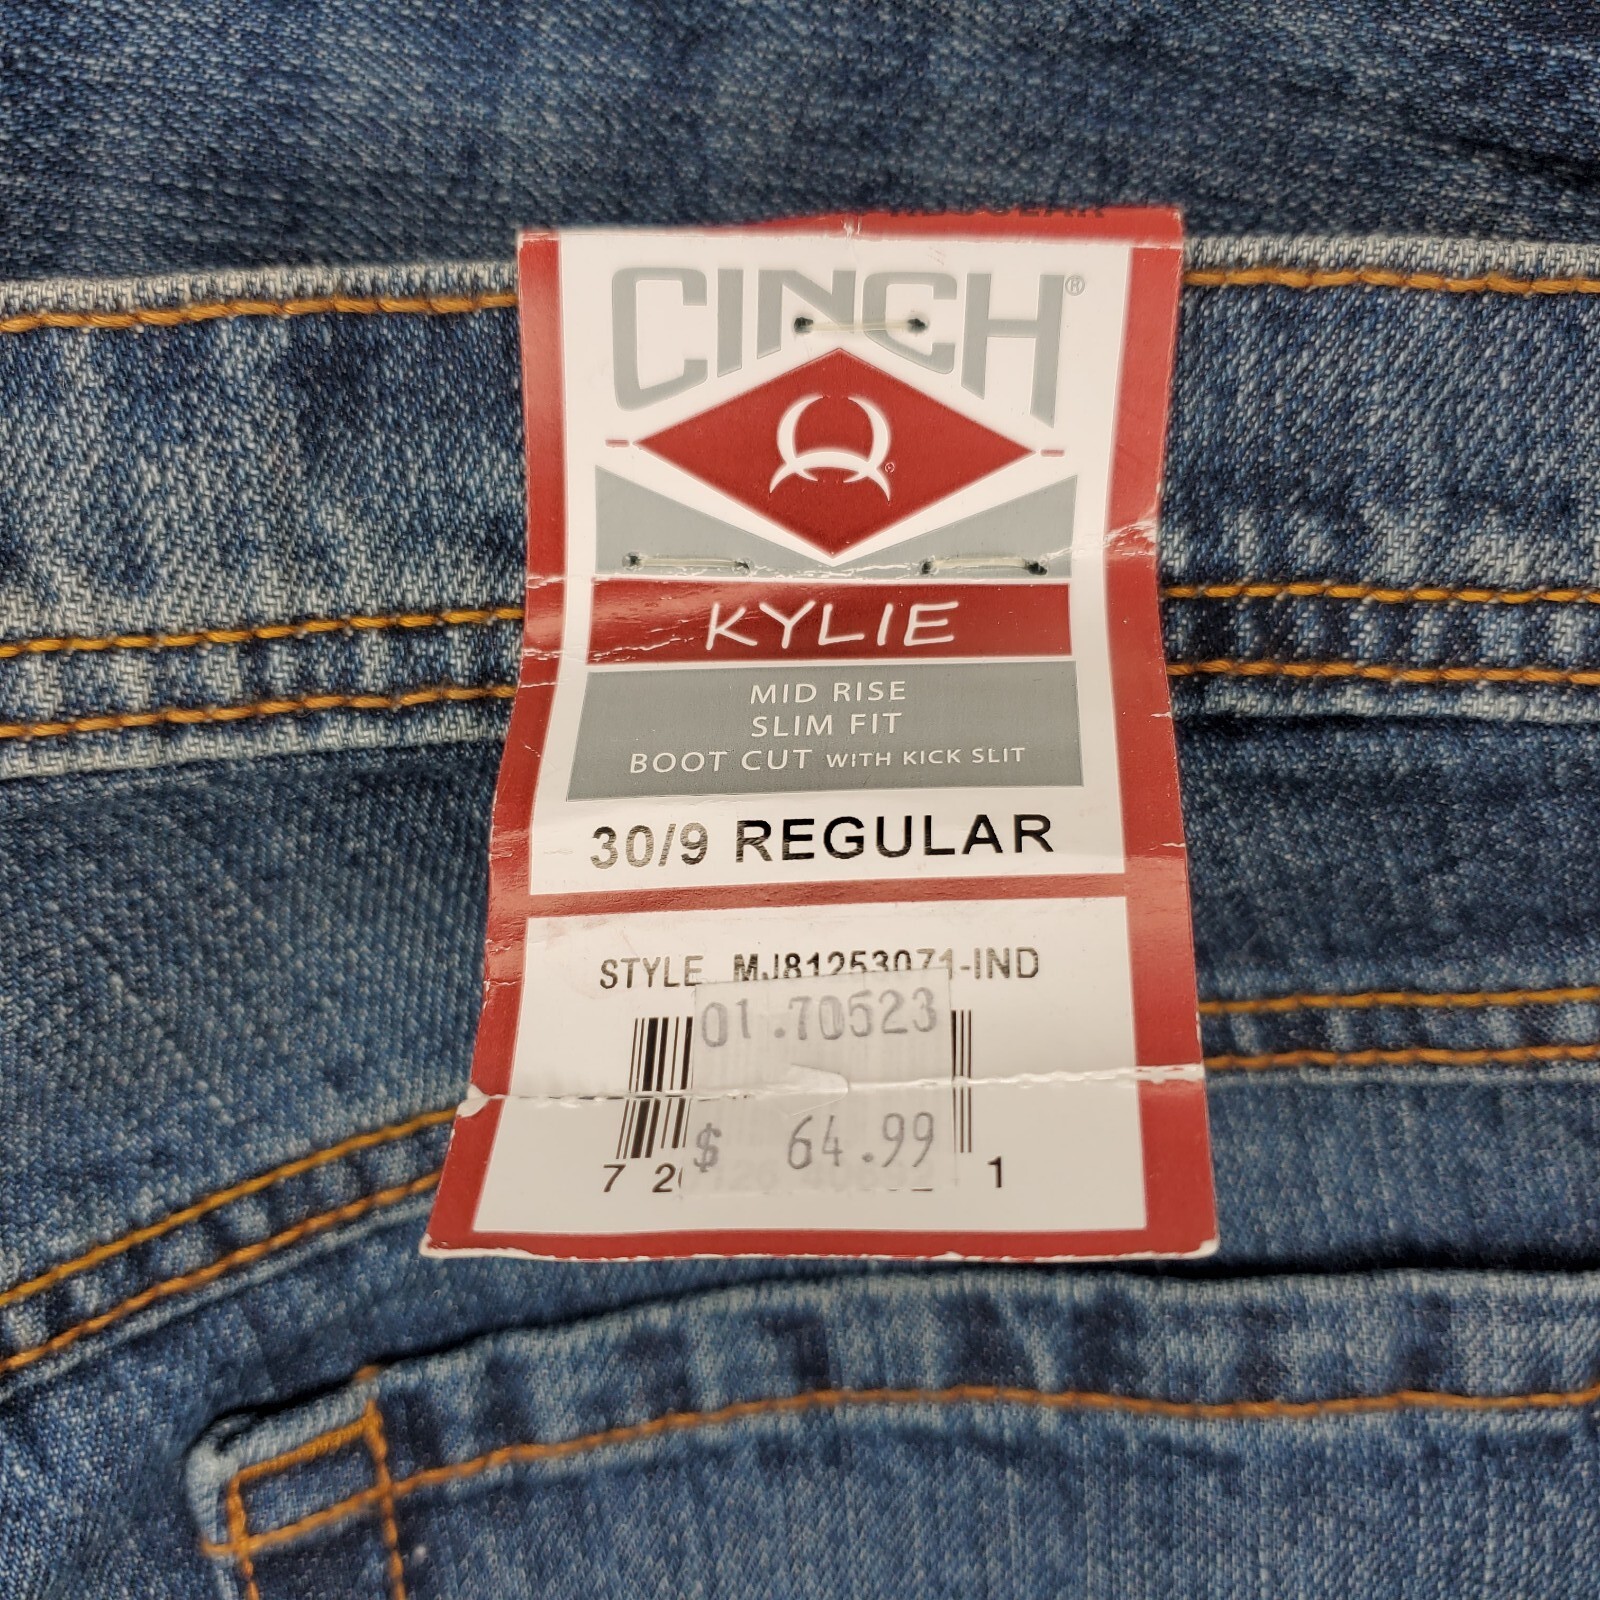 CINCH®
KYLIE
MID RISE
SLIM FIT
BOOT CUT WITH KICK SLIT
30/9 REGULAR
STYLE MJ81253071-IND
01.70523
$ 64.99
7 2 1